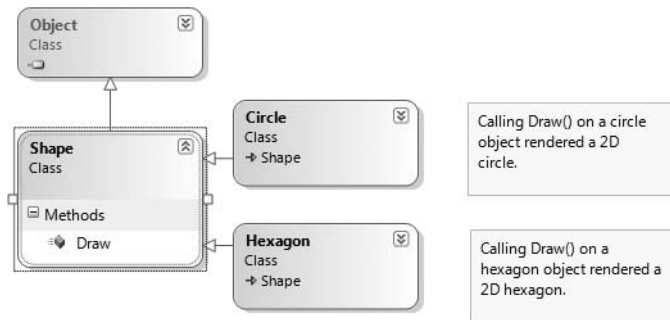 Object
Class
Shape
Class
Methods
Draw
Circle
Class
Shape
Calling Draw() on a circle
object rendered a 2D
circle.
Hexagon
Class
Shape
Calling Draw() on a
hexagon object rendered a
2D hexagon.